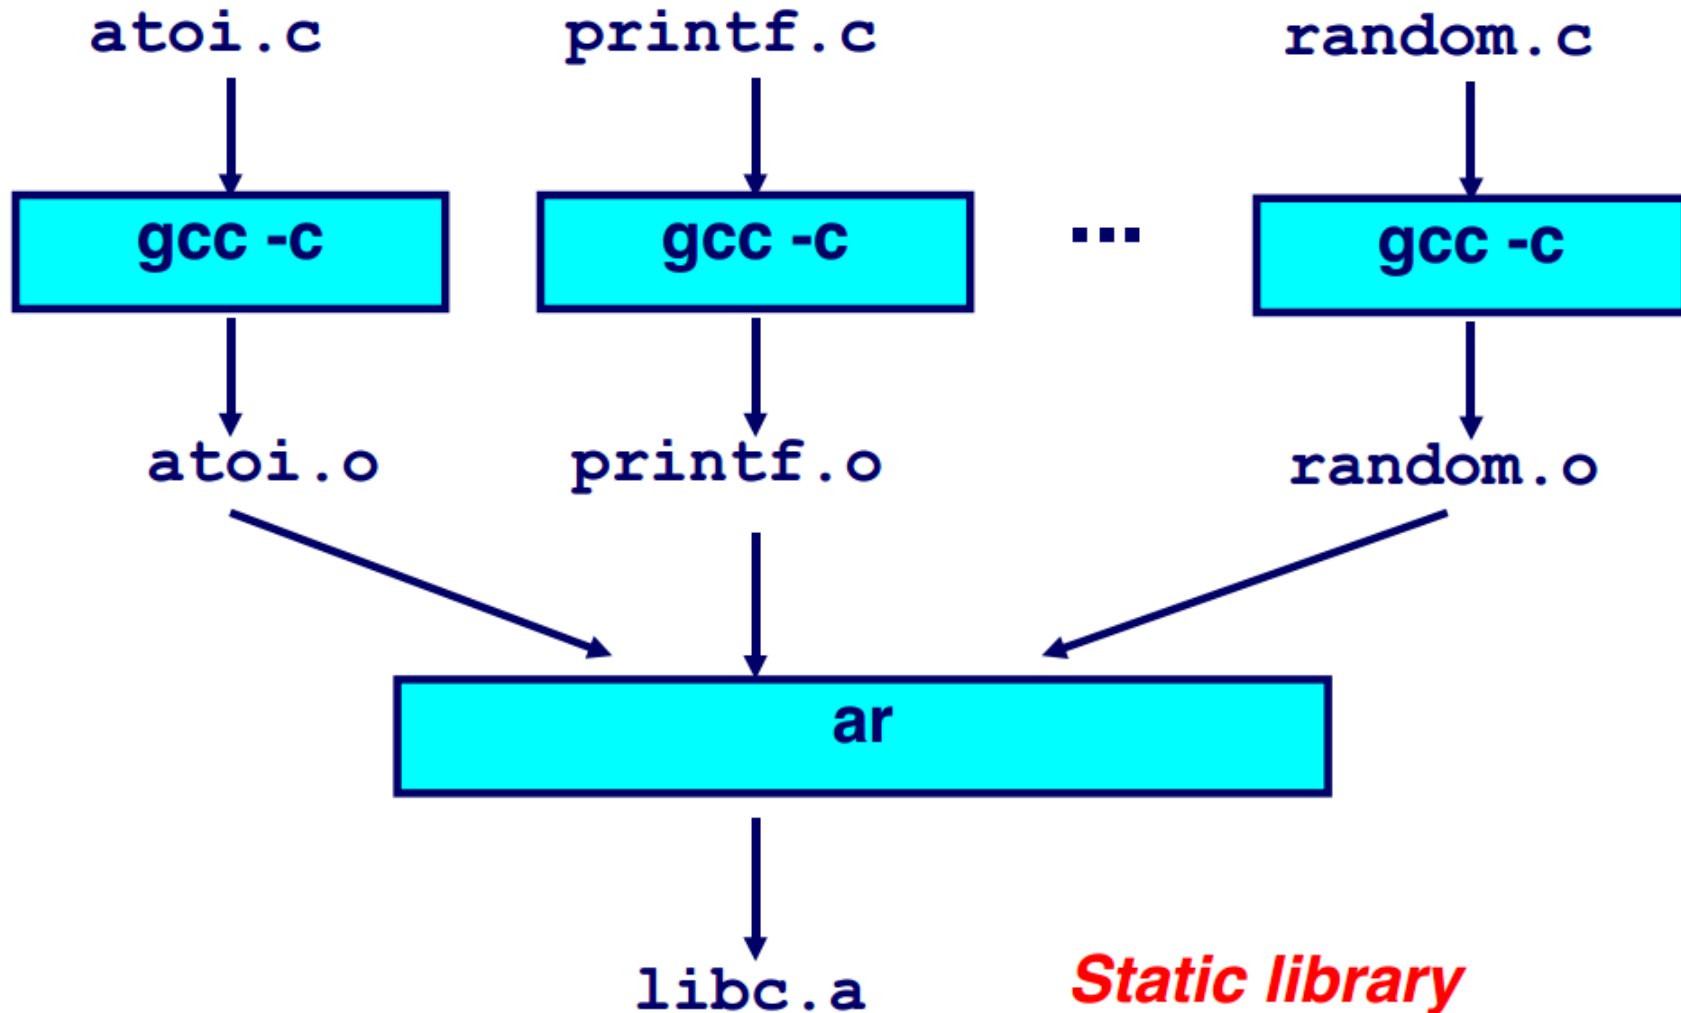 atoi.c printf.c random.c
gcc -c gcc -c ... gcc -c
atoi.o printf.o random.o
ar
libc.a Static library